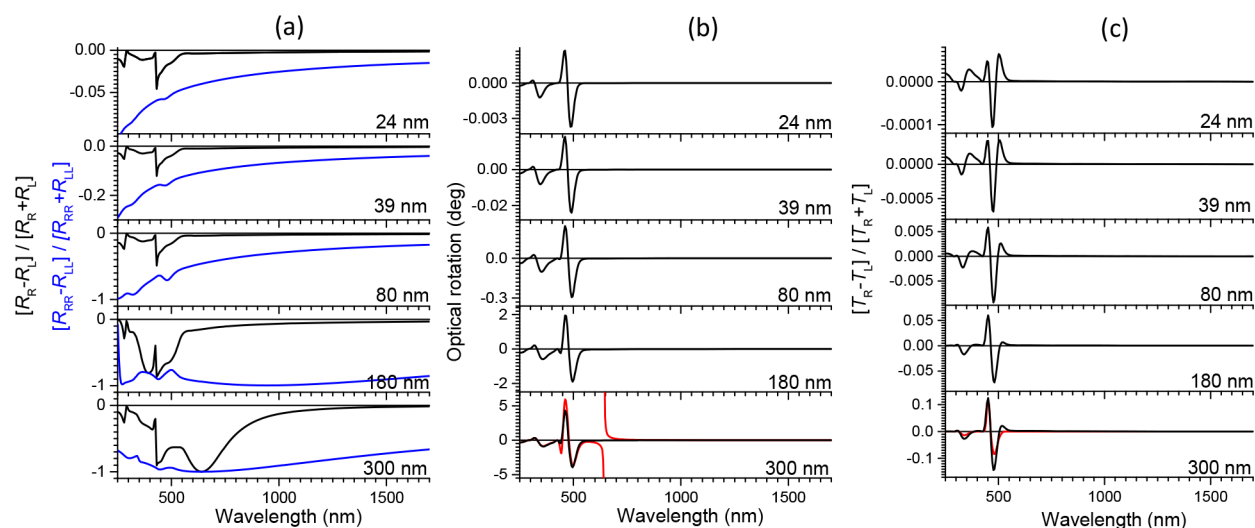 (a)
[R_R-R_L] / [R_R+R_L]
[R_RR-R_LL] / [R_RR+R_LL]
0.00
-0.05
24 nm
0.0
-0.2
39 nm
0
-1
80 nm
0
-1
180 nm
0
-1
300 nm
500 1000 1500
Wavelength (nm)
(b)
Optical rotation (deg)
0.000
-0.003
24 nm
0.00
-0.02
39 nm
0.0
-0.3
80 nm
2
0
-2
180 nm
5
0
-5
300 nm
500 1000 1500
Wavelength (nm)
(c)
[T_R-T_L] / [T_R+T_L]
0.0000
-0.0001
24 nm
0.0000
-0.0005
39 nm
0.005
0.000
-0.005
80 nm
0.05
0.00
-0.05
180 nm
0.1
0.0
-0.1
300 nm
500 1000 1500
Wavelength (nm)